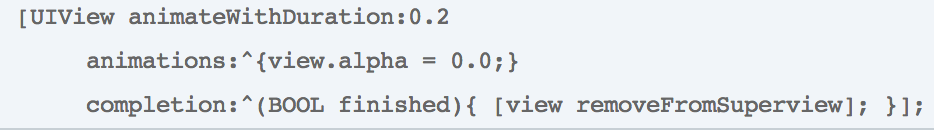 [UIView animateWithDuration:0.2
animations:^{view.alpha = 0.0;}
completion:^(BOOL finished){ [view removeFromSuperview]; }];